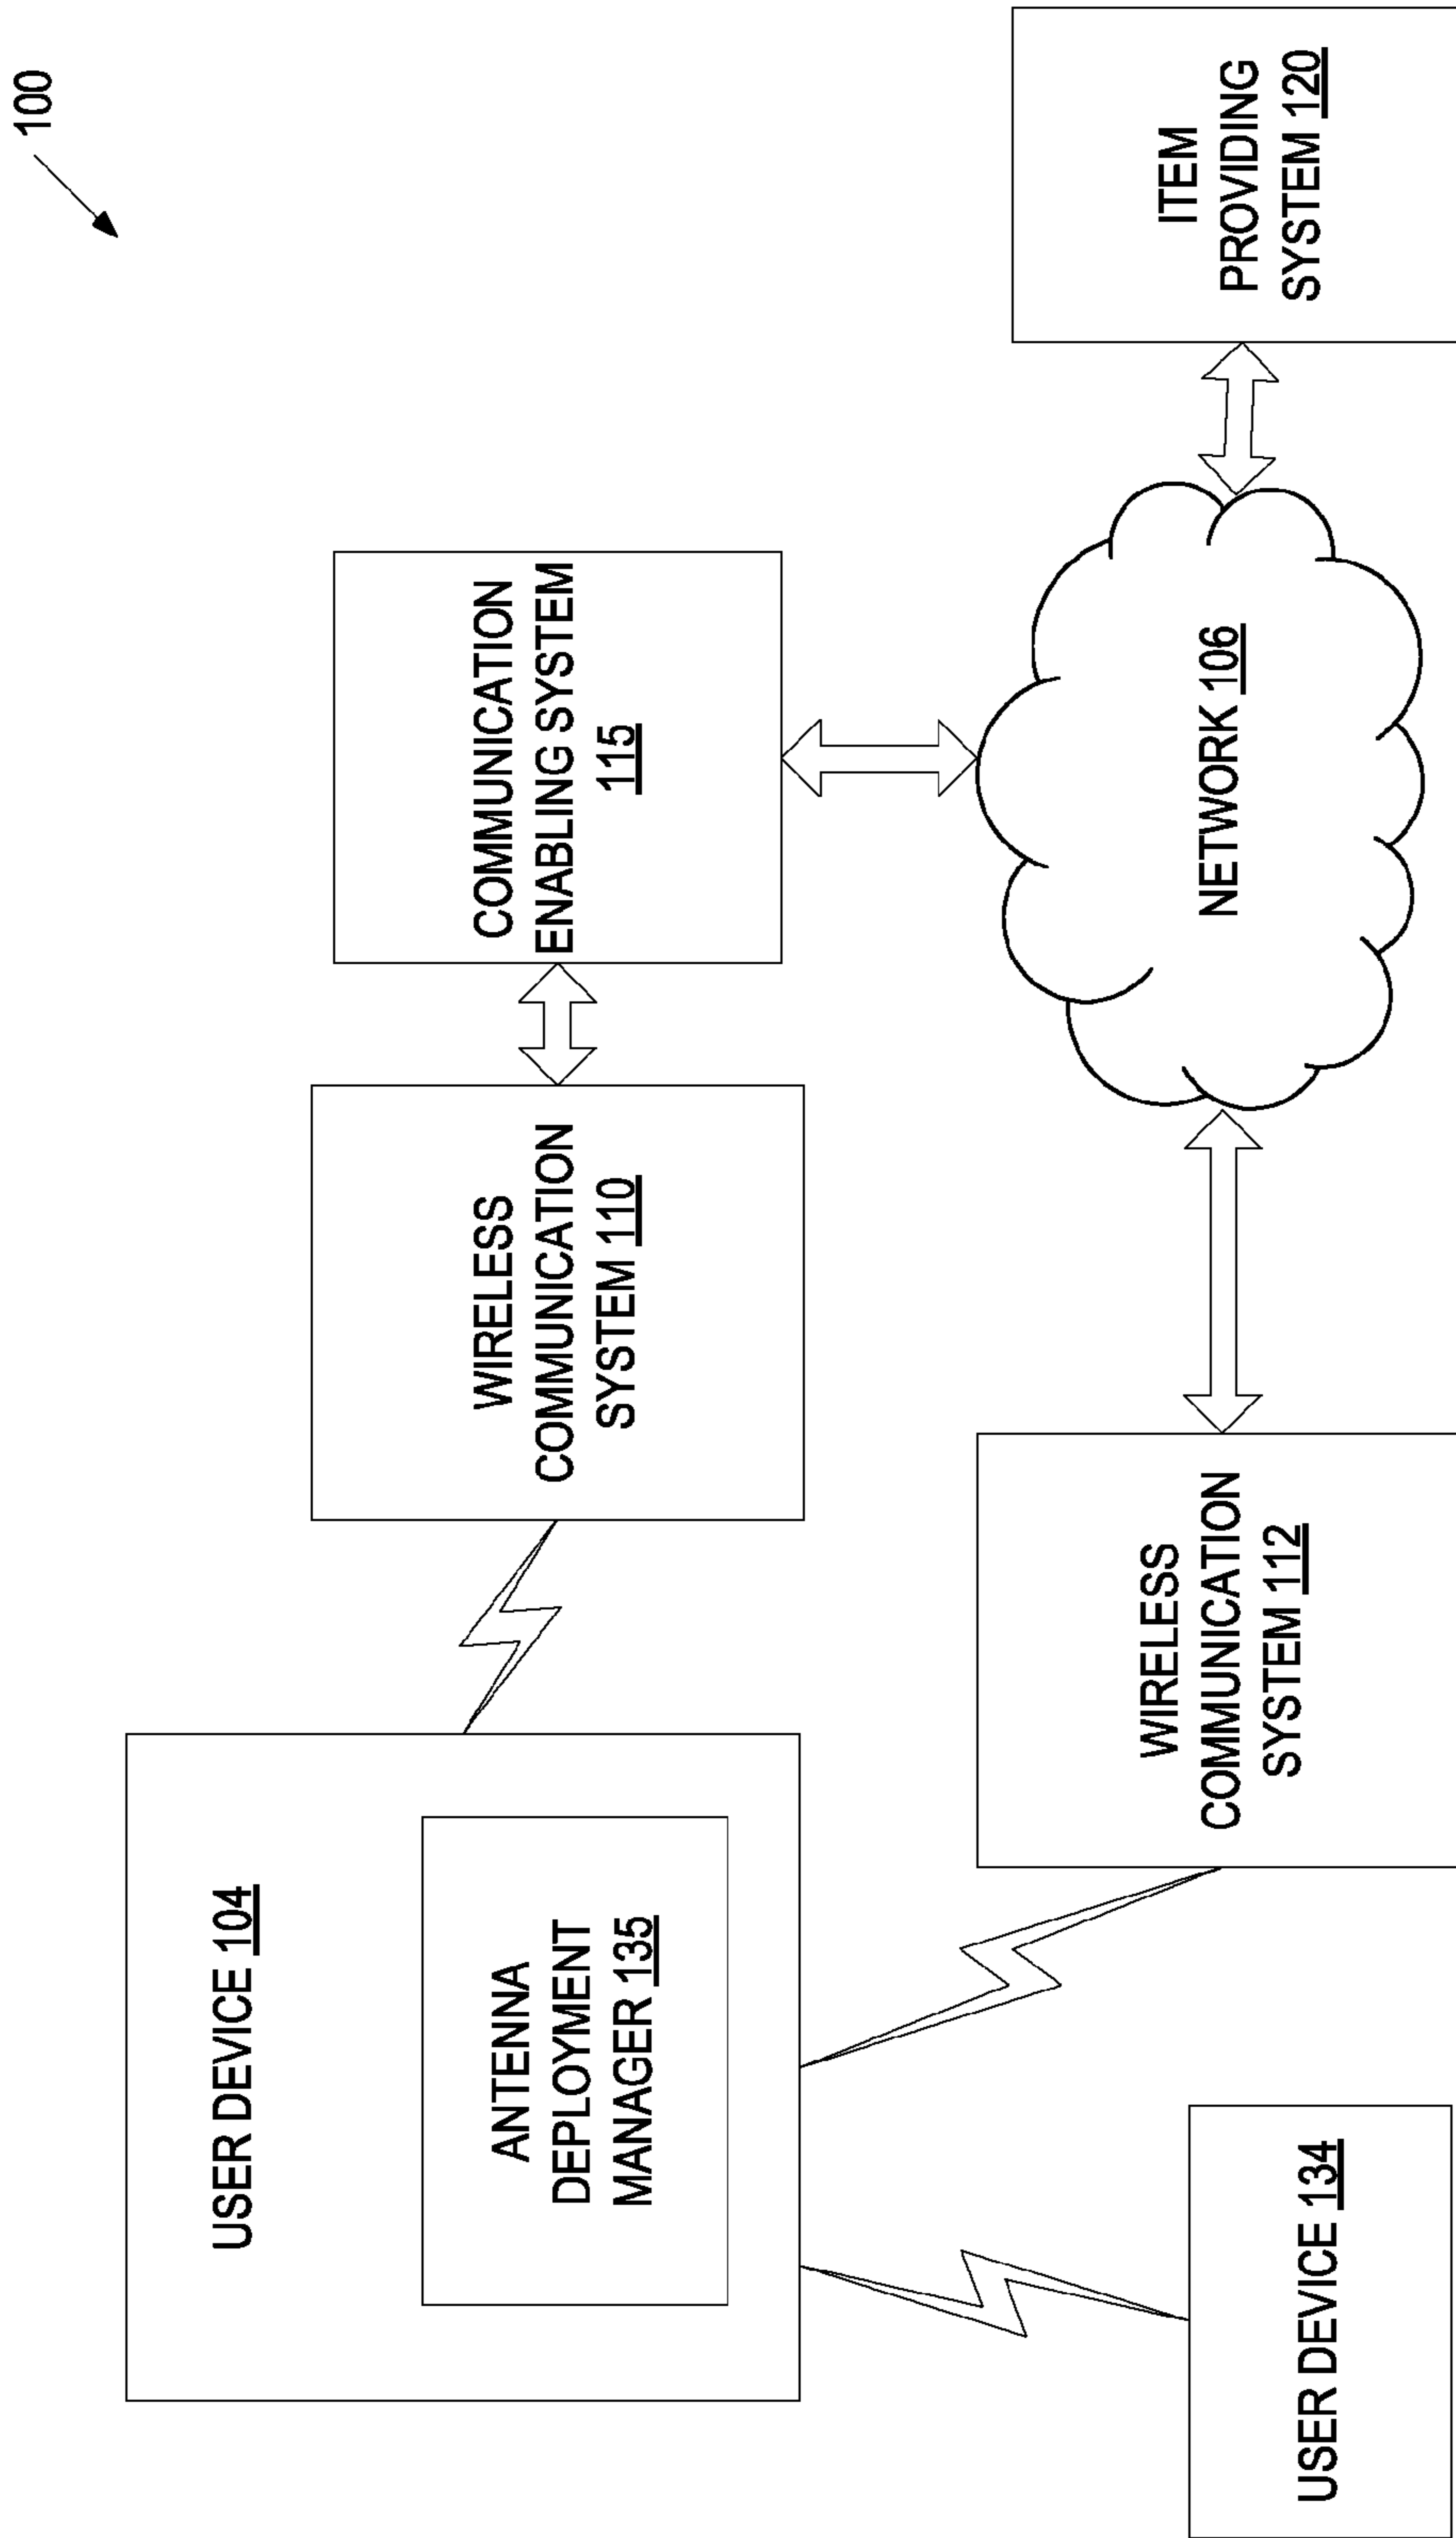 100
USER DEVICE 104
ANTENNA
DEPLOYMENT
MANAGER 135
WIRELESS
COMMUNICATION
SYSTEM 110
COMMUNICATION
ENABLING SYSTEM
115
USER DEVICE 134
WIRELESS
COMMUNICATION
SYSTEM 112
NETWORK 106
ITEM
PROVIDING
SYSTEM 120